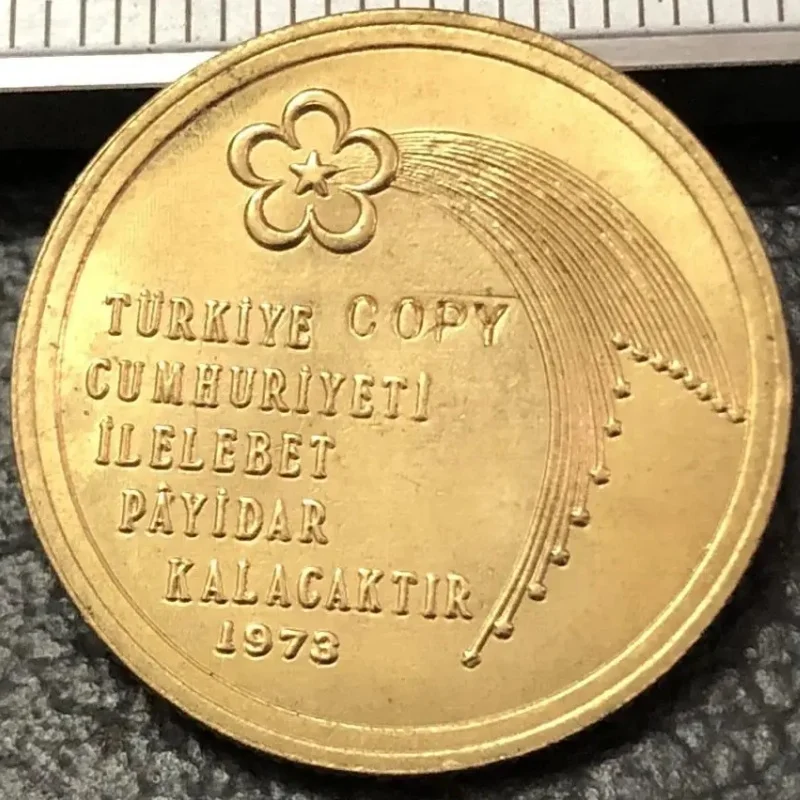 TÜRKİYE COPY
CUMHURİYETİ
İLELEBET
PÂYİDAR
KALACAKTIR
1973